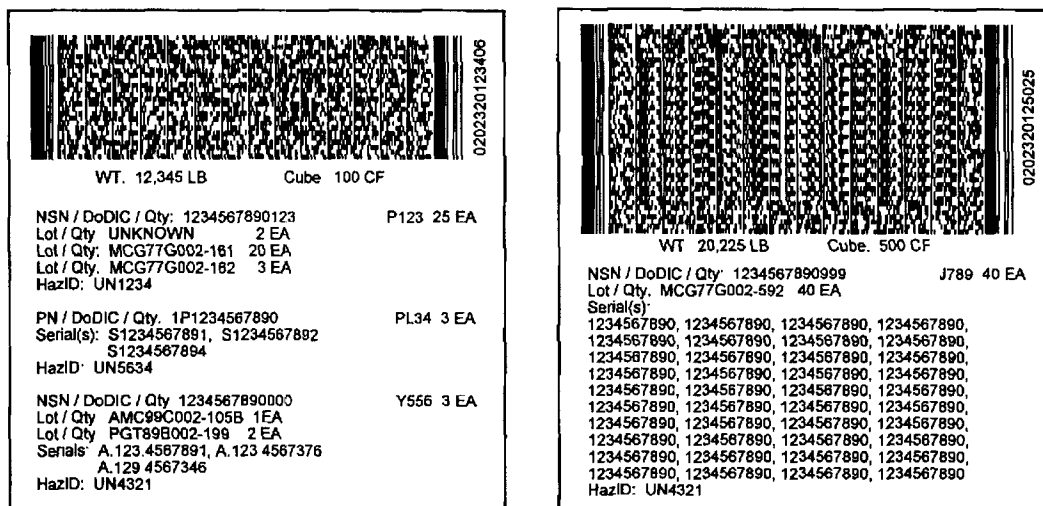 0202320123406
WT. 12,345 LB Cube 100 CF
NSN / DoDIC / Qty: 1234567890123 P123 25 EA
Lot / Qty UNKNOWN 2 EA
Lot / Qty: MCG77G002-161 20 EA
Lot / Qty. MCG77G002-162 3 EA
HazID: UN1234
PN / DoDIC / Qty. 1P1234567890 PL34 3 EA
Serial(s): S1234567891, S1234567892
S1234567894
HazID: UN5634
NSN / DoDIC / Qty 1234567890000 Y556 3 EA
Lot / Qty AMC99C002-105B 1EA
Lot / Qty PGT89B002-199 2 EA
Serials: A.123.4567891, A.123 4567376
A.129 4567346
HazID: UN4321
0202320125025
WT 20,225 LB Cube. 500 CF
NSN / DoDIC / Qty: 1234567890999 J789 40 EA
Lot / Qty. MCG77G002-592 40 EA
Serial(s):
1234567890, 1234567890, 1234567890, 1234567890,
1234567890, 1234567890, 1234567890, 1234567890,
1234567890, 1234567890, 1234567890, 1234567890,
1234567890, 1234567890, 1234567890, 1234567890,
1234567890, 1234567890, 1234567890, 1234567890,
1234567890, 1234567890, 1234567890, 1234567890,
1234567890, 1234567890, 1234567890, 1234567890,
1234567890, 1234567890, 1234567890, 1234567890,
1234567890, 1234567890, 1234567890, 1234567890,
1234567890, 1234567890, 1234567890, 1234567890
HazID: UN4321